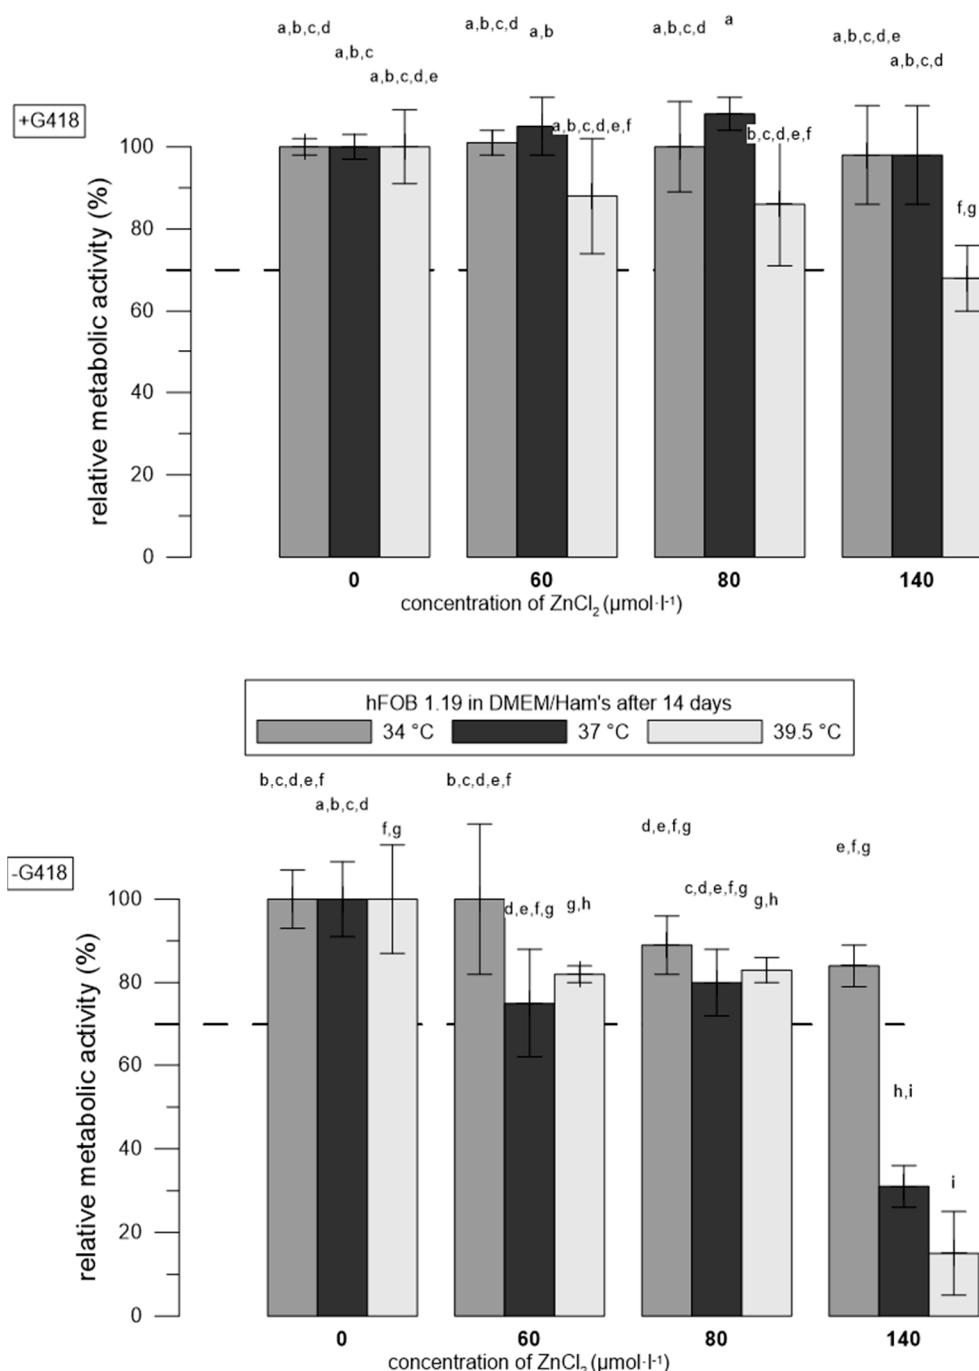 a,b,c,d
a,b,c
a,b,c,d,e
a,b,c,d
a,b
a,b,c,d,e,f
a,b,c,d
a
b,c,d,e,f
a,b,c,d,e
a,b,c,d
f,g
+G418
relative metabolic activity (%)
100
80
60
40
20
0
0 60 80 140
concentration of ZnCl₂ (µmol·l⁻¹)
hFOB 1.19 in DMEM/Ham's after 14 days
34 °C 37 °C 39.5 °C
b,c,d,e,f
a,b,c,d
f,g
b,c,d,e,f
d,e,f,g
g,h
d,e,f,g
c,d,e,f,g
g,h
e,f,g
h,i
i
-G418
relative metabolic activity (%)
100
80
60
40
20
0
0 60 80 140
concentration of ZnCl₂ (µmol·l⁻¹)